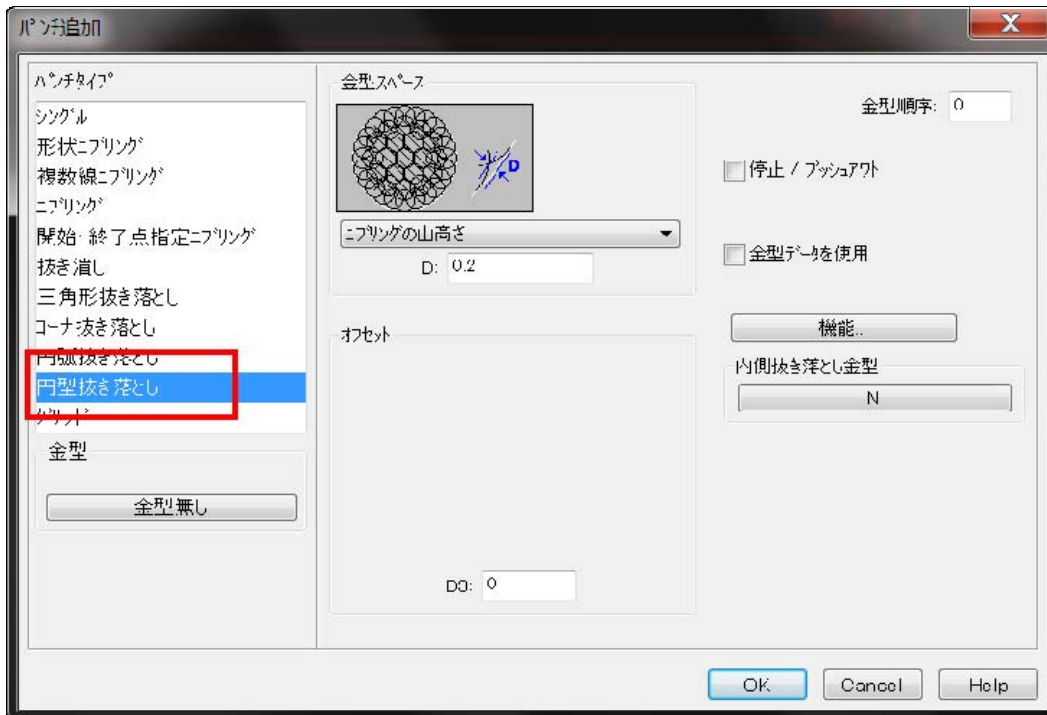 パンチ追加
パンチタイプ
シングル
形状ニブリング
複数線ニブリング
ニブリング
開始・終了点指定ニブリング
抜き潰し
三角形抜き落とし
コーナ抜き落とし
円弧抜き落とし
円型抜き落とし
グリッド
金型
金型無し
金型スペース
D
ニブリングの山高さ
D: 0.2
オフセット
DO: 0
金型順序: 0
停止 / プッシュアウト
金型データを使用
機能..
内側抜き落とし金型
N
OK
Cancel
Help